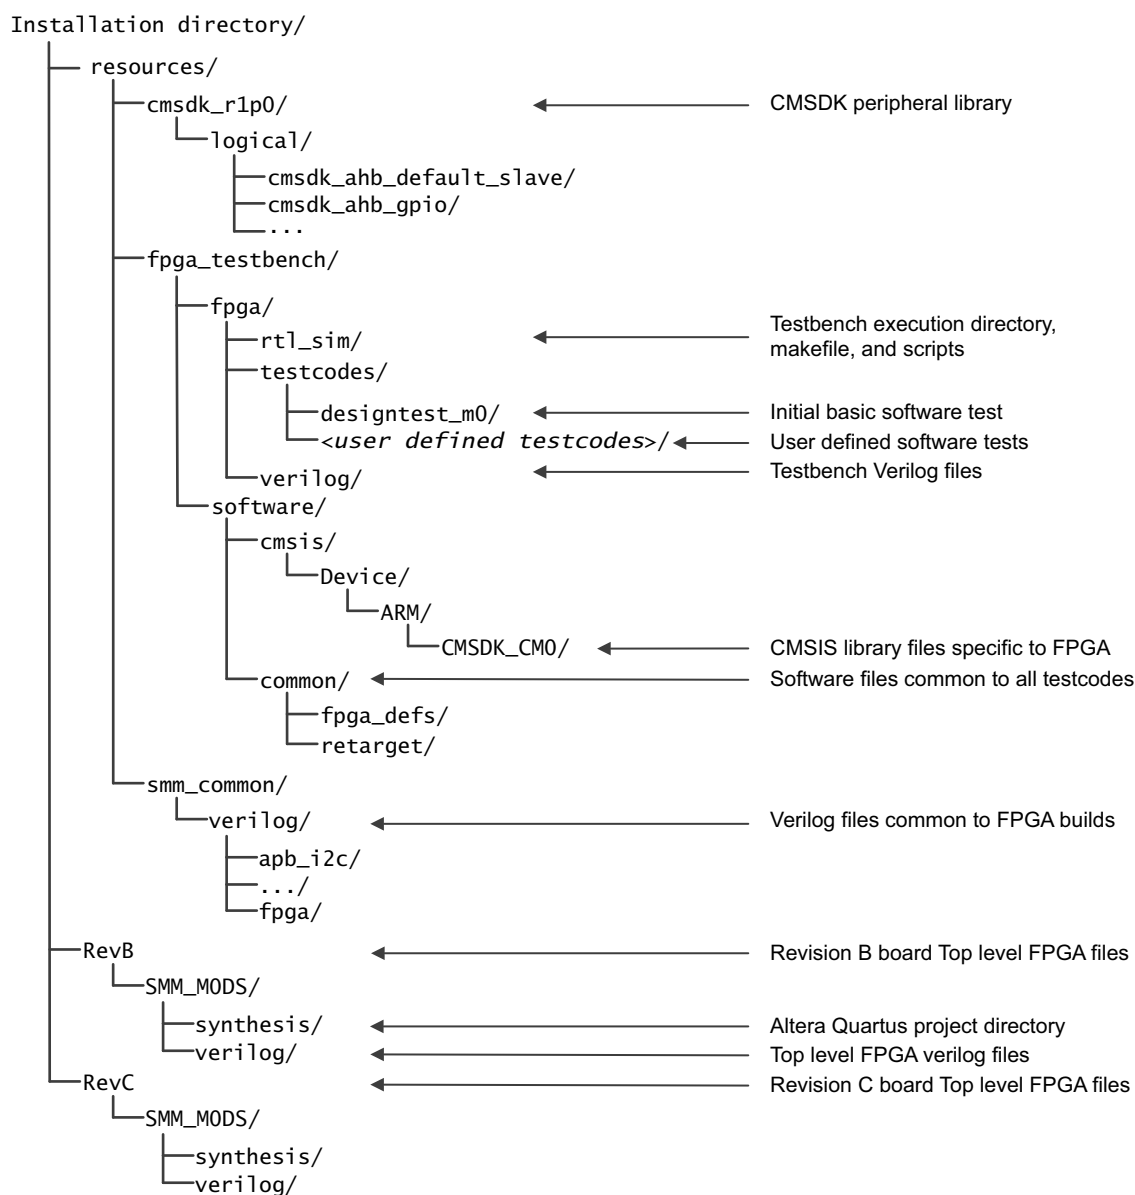 Installation directory/
resources/
cmsdk_r1p0/ CMSDK peripheral library
logical/
cmsdk_ahb_default_slave/
cmsdk_ahb_gpio/
...
fpga_testbench/
fpga/
rtl_sim/ Testbench execution directory,
makefile, and scripts
testcodes/
designtest_m0/ Initial basic software test
<user defined testcodes>/ User defined software tests
verilog/ Testbench Verilog files
software/
cmsis/
Device/
ARM/
CMSDK_CM0/ CMSIS library files specific to FPGA
common/ Software files common to all testcodes
fpga_defs/
retarget/
smm_common/
verilog/ Verilog files common to FPGA builds
apb_i2c/
.../
fpga/
RevB Revision B board Top level FPGA files
SMM_MODS/
synthesis/ Altera Quartus project directory
verilog/ Top level FPGA verilog files
RevC Revision C board Top level FPGA files
SMM_MODS/
synthesis/
verilog/